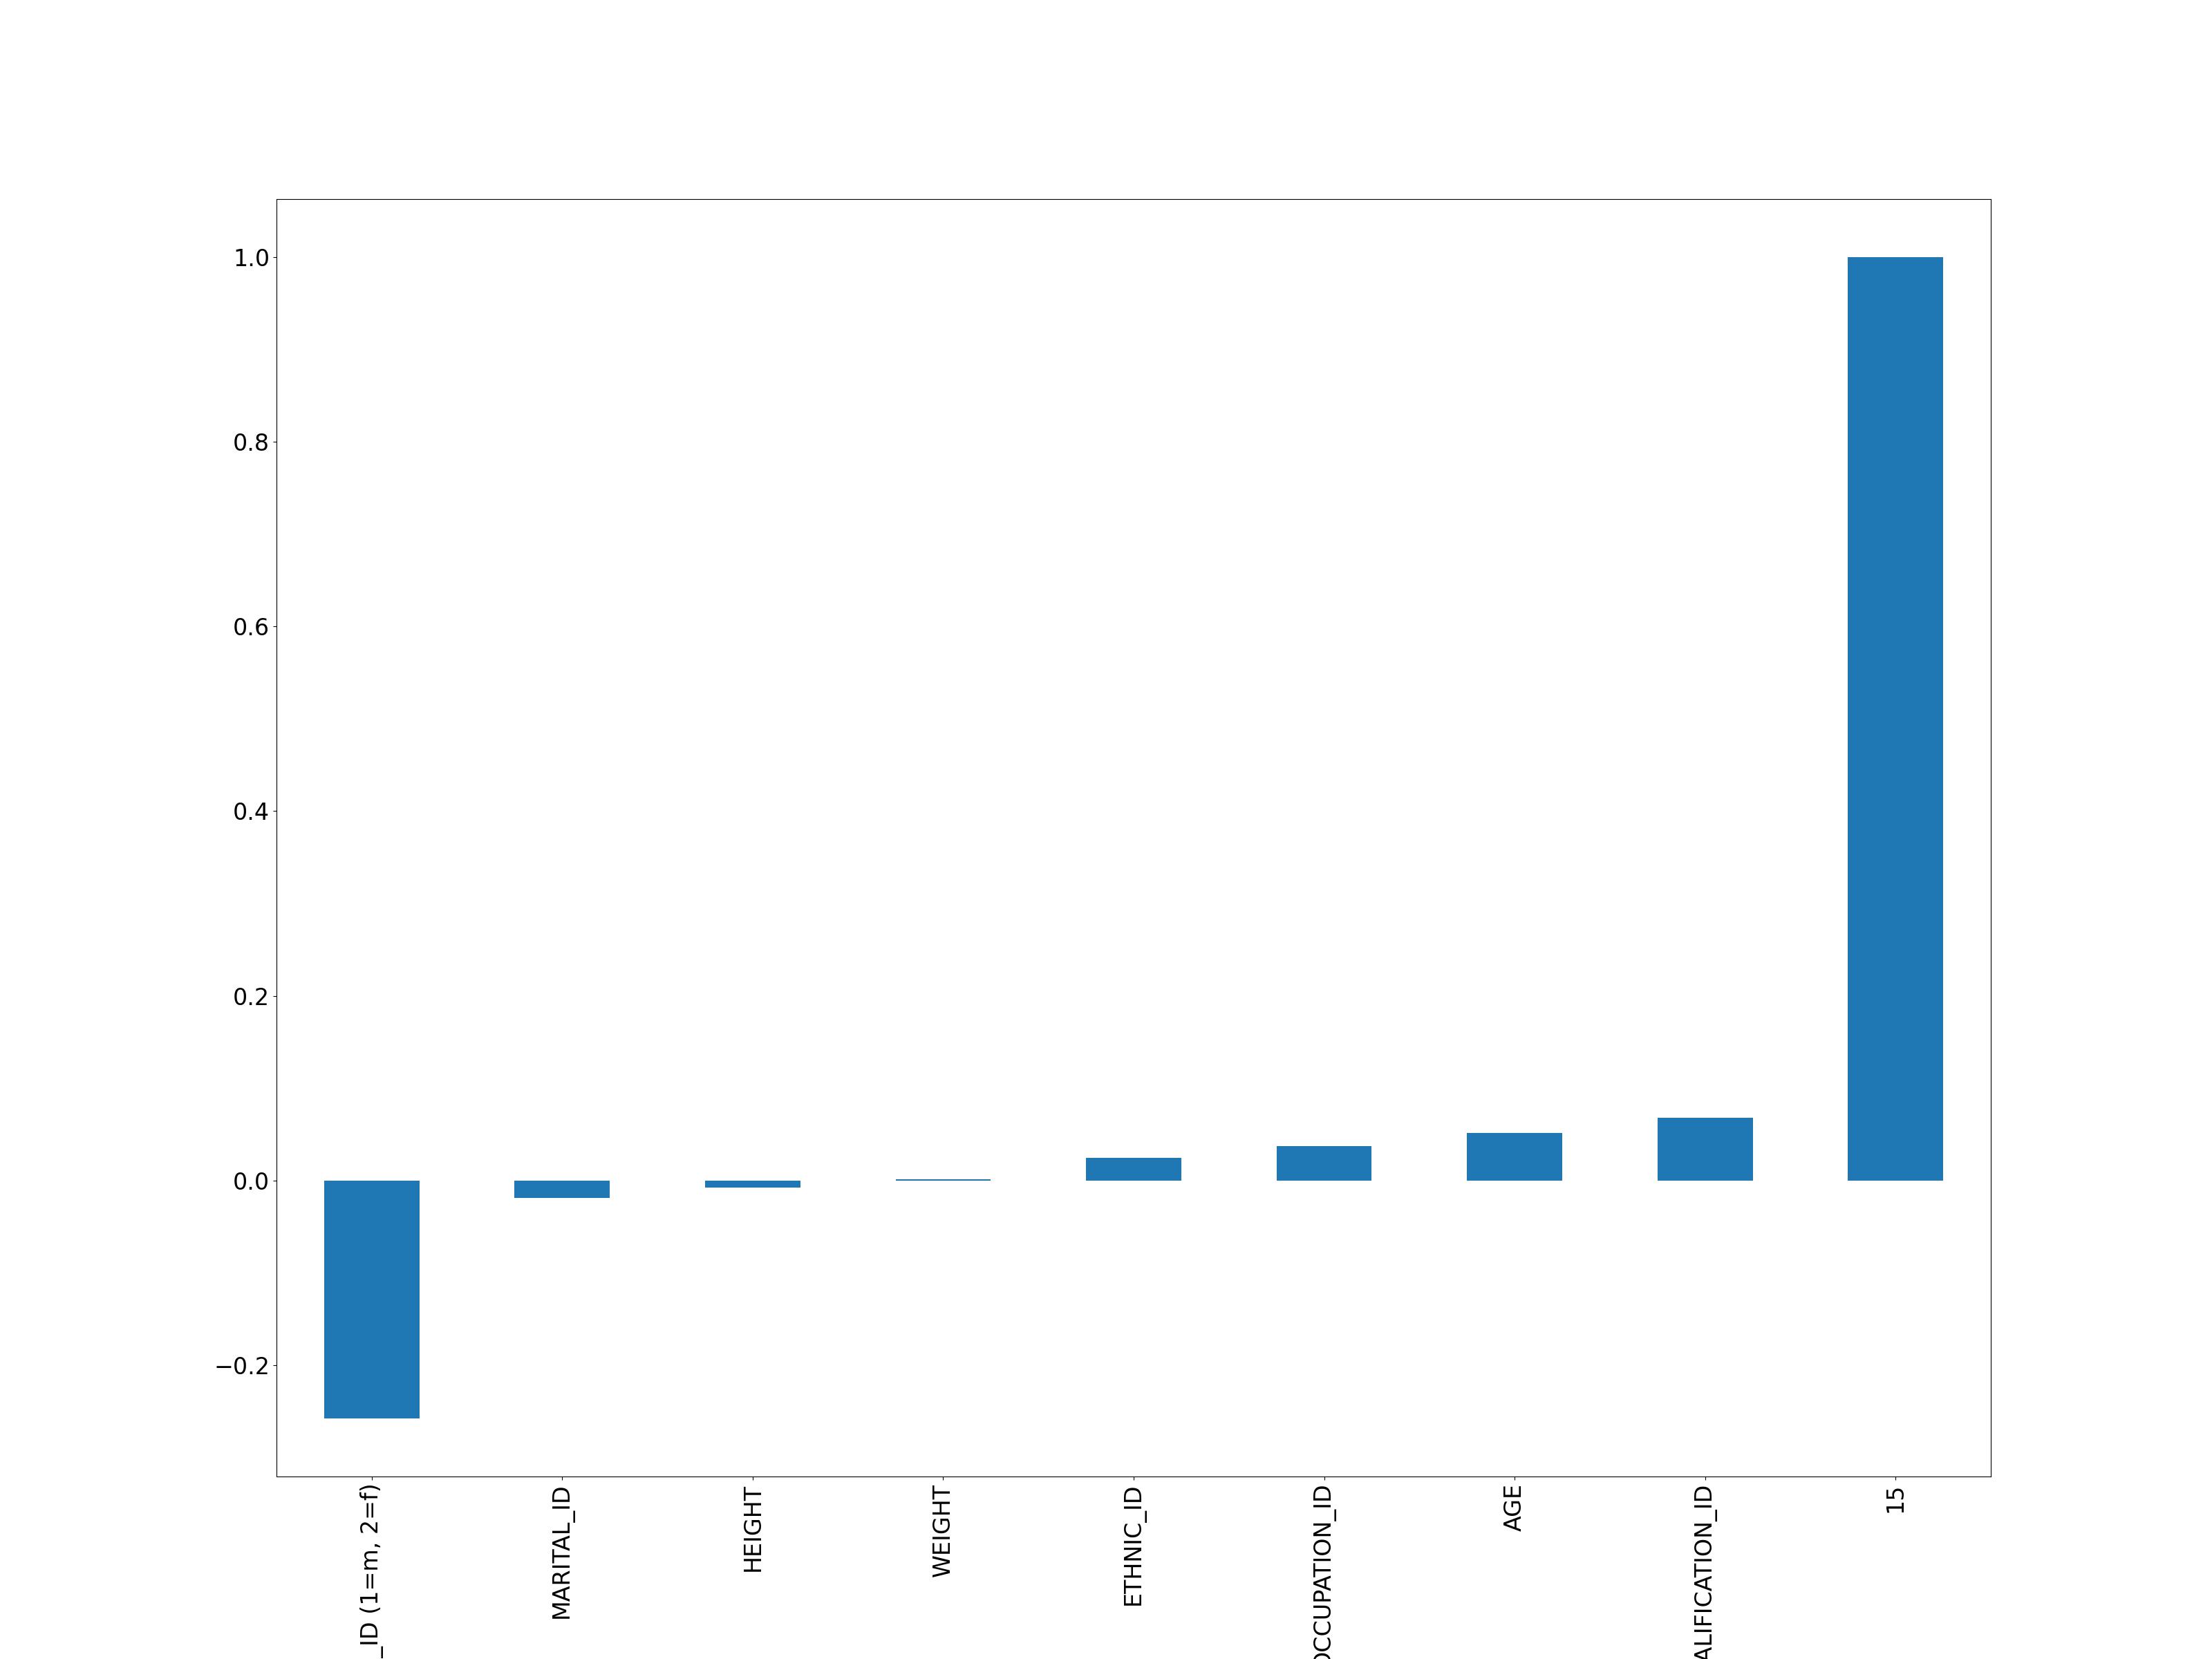 1.0
0.8
0.6
0.4
0.2
0.0
−0.2
_ID (1=m, 2=f)
MARITAL_ID
HEIGHT
WEIGHT
ETHNIC_ID
OCCUPATION_ID
AGE
ALIFICATION_ID
15